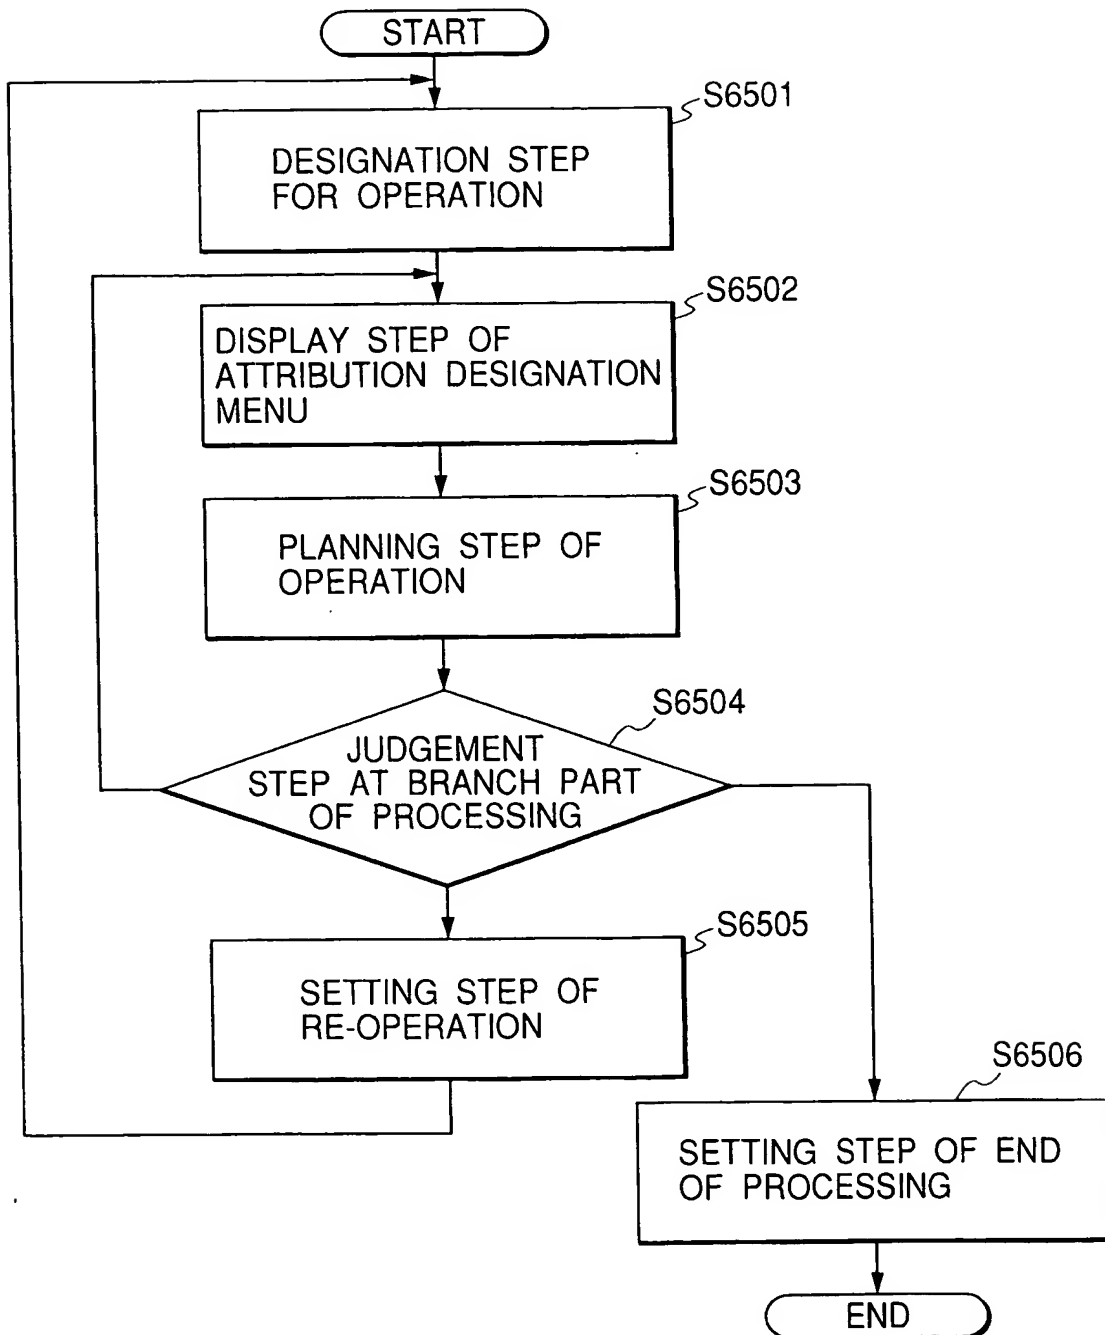 START
S6501
DESIGNATION STEP
FOR OPERATION
S6502
DISPLAY STEP OF
ATTRIBUTION DESIGNATION
MENU
S6503
PLANNING STEP OF
OPERATION
S6504
JUDGEMENT
STEP AT BRANCH PART
OF PROCESSING
S6505
SETTING STEP OF
RE-OPERATION
S6506
SETTING STEP OF END
OF PROCESSING
END